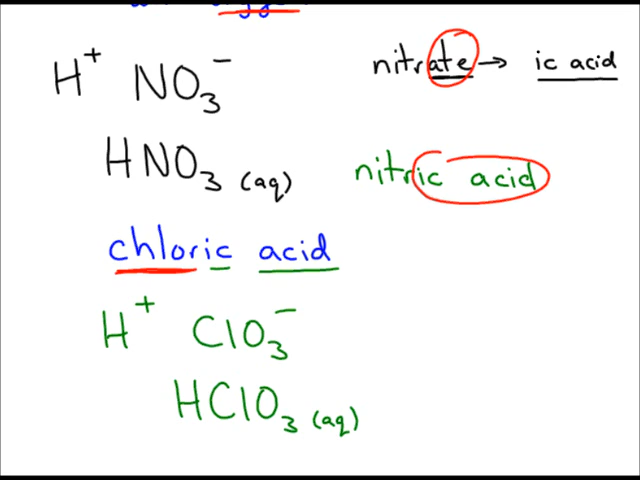 H⁺ NO₃⁻
nitrate → ic acid
HNO₃ (aq)
nitric acid
chloric acid
H⁺ ClO₃⁻
HClO₃ (aq)